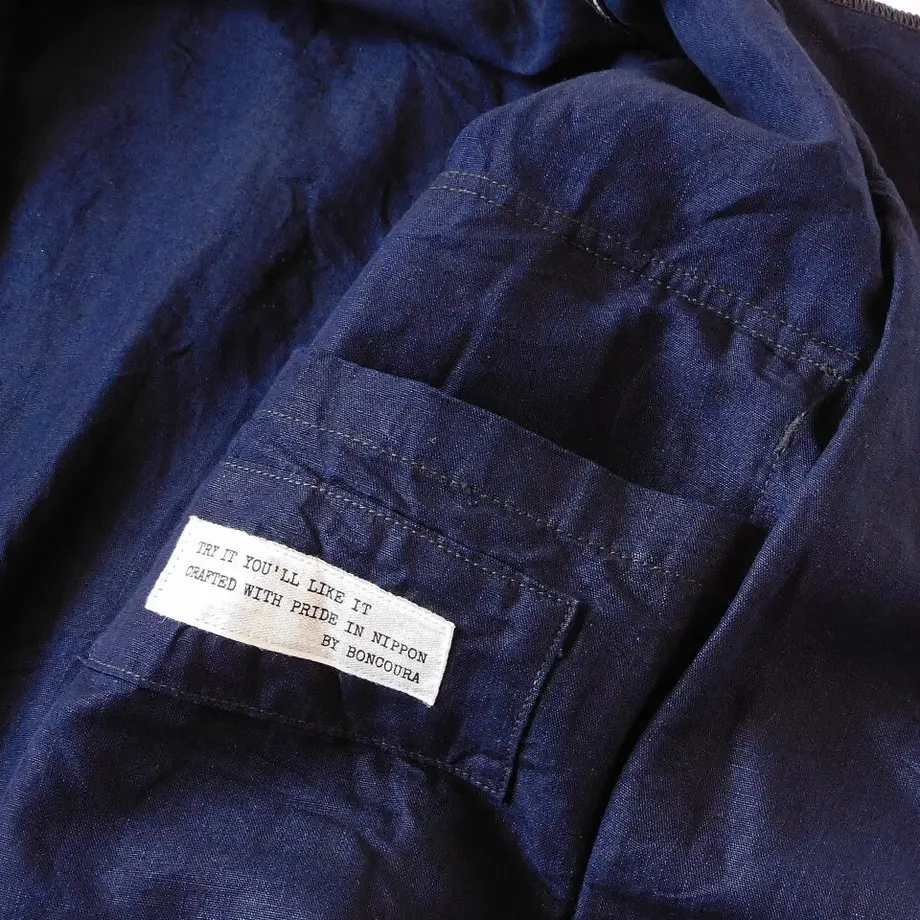 TRY IT YOU'LL LIKE IT
CRAFTED WITH PRIDE IN NIPPON
BY BONCOURA